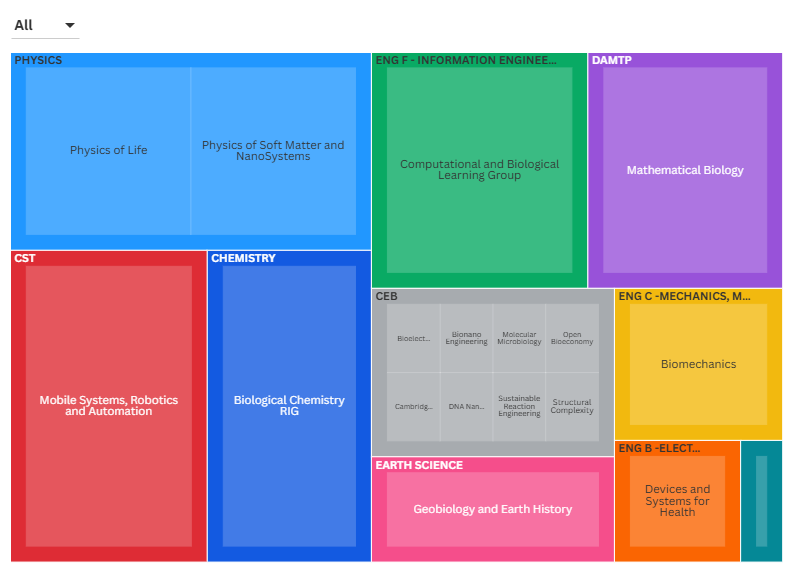 All
PHYSICS
Physics of Life
Physics of Soft Matter and
NanoSystems
ENG F - INFORMATION ENGINEE...
Computational and Biological
Learning Group
DAMTP
Mathematical Biology
CST
Mobile Systems, Robotics
and Automation
CHEMISTRY
Biological Chemistry
RIG
CEB
Bioelect...
Bionano
Engineering
Molecular
Microbiology
Open
Bioeconomy
Cambridg...
DNA Nan...
Sustainable
Reaction
Engineering
Structural
Complexity
ENG C -MECHANICS, M...
Biomechanics
EARTH SCIENCE
Geobiology and Earth History
ENG B -ELECT...
Devices and
Systems for
Health